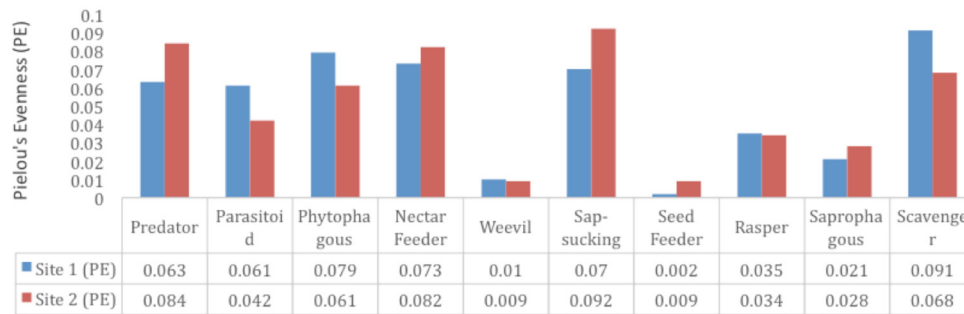 Pielou's Evenness (PE)
0.1
0.09
0.08
0.07
0.06
0.05
0.04
0.03
0.02
0.01
0
Predator Parasitoi
d Phytopha
gous Nectar
Feeder Weevil Sap-
sucking Seed
Feeder Rasper Sapropha
gous Scavenge
r
Site 1 (PE) 0.063 0.061 0.079 0.073 0.01 0.07 0.002 0.035 0.021 0.091
Site 2 (PE) 0.084 0.042 0.061 0.082 0.009 0.092 0.009 0.034 0.028 0.068